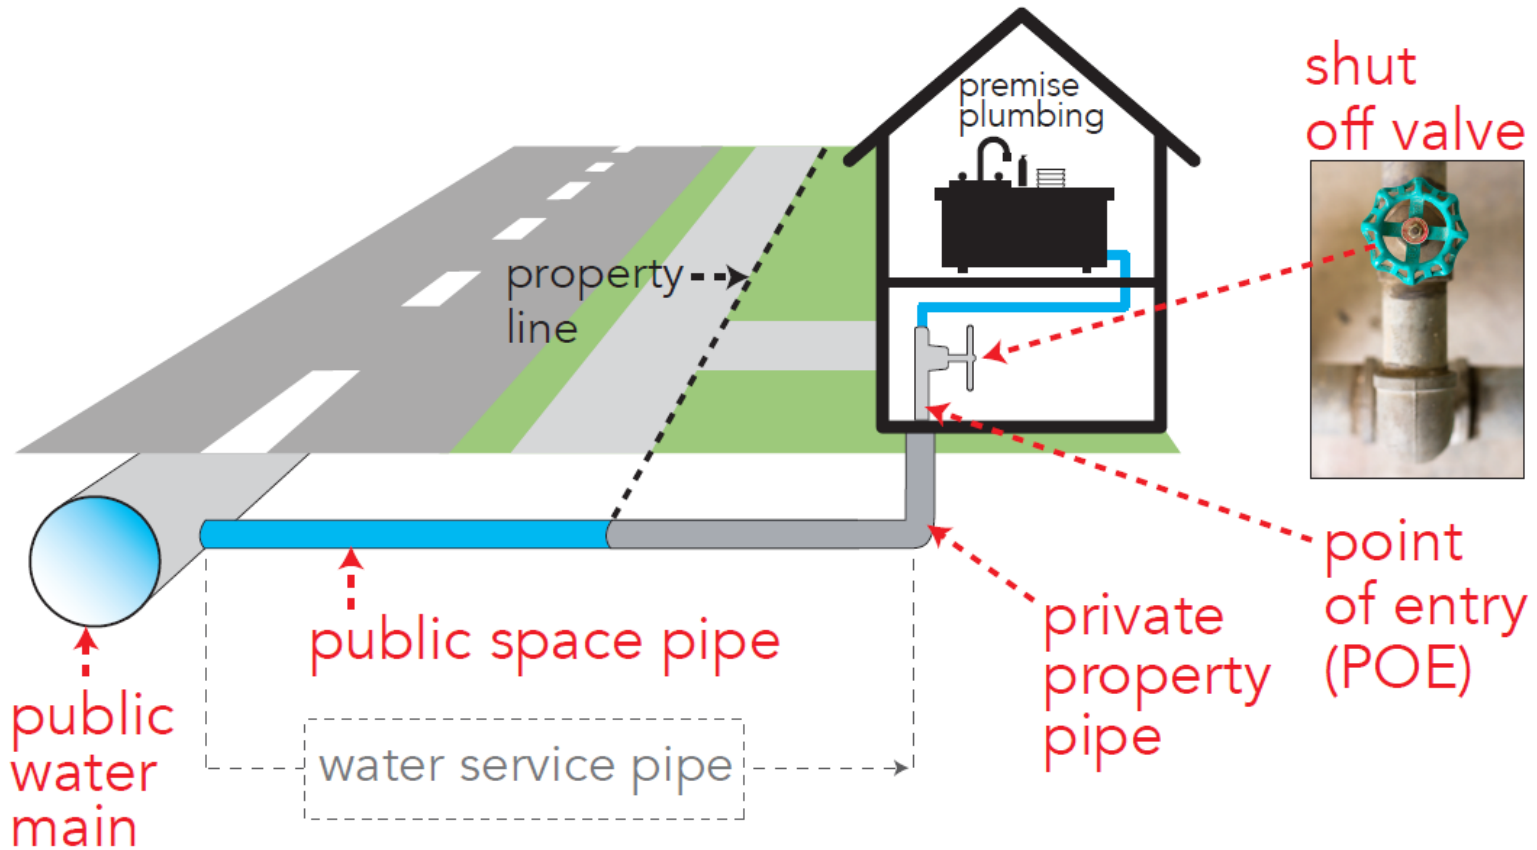 premise
plumbing
shut
off valve
property
line
public space pipe
public
water
main
water service pipe
private
property
pipe
point
of entry
(POE)